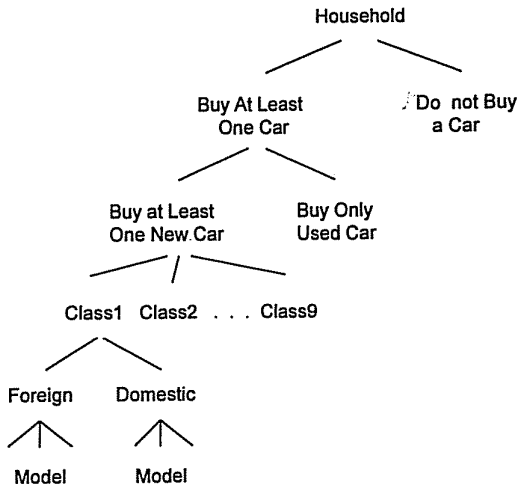 Household
Buy At Least
One Car
Do not Buy
a Car
Buy at Least
One New Car
Buy Only
Used Car
Class1 Class2 . . . Class9
Foreign Domestic
Model Model